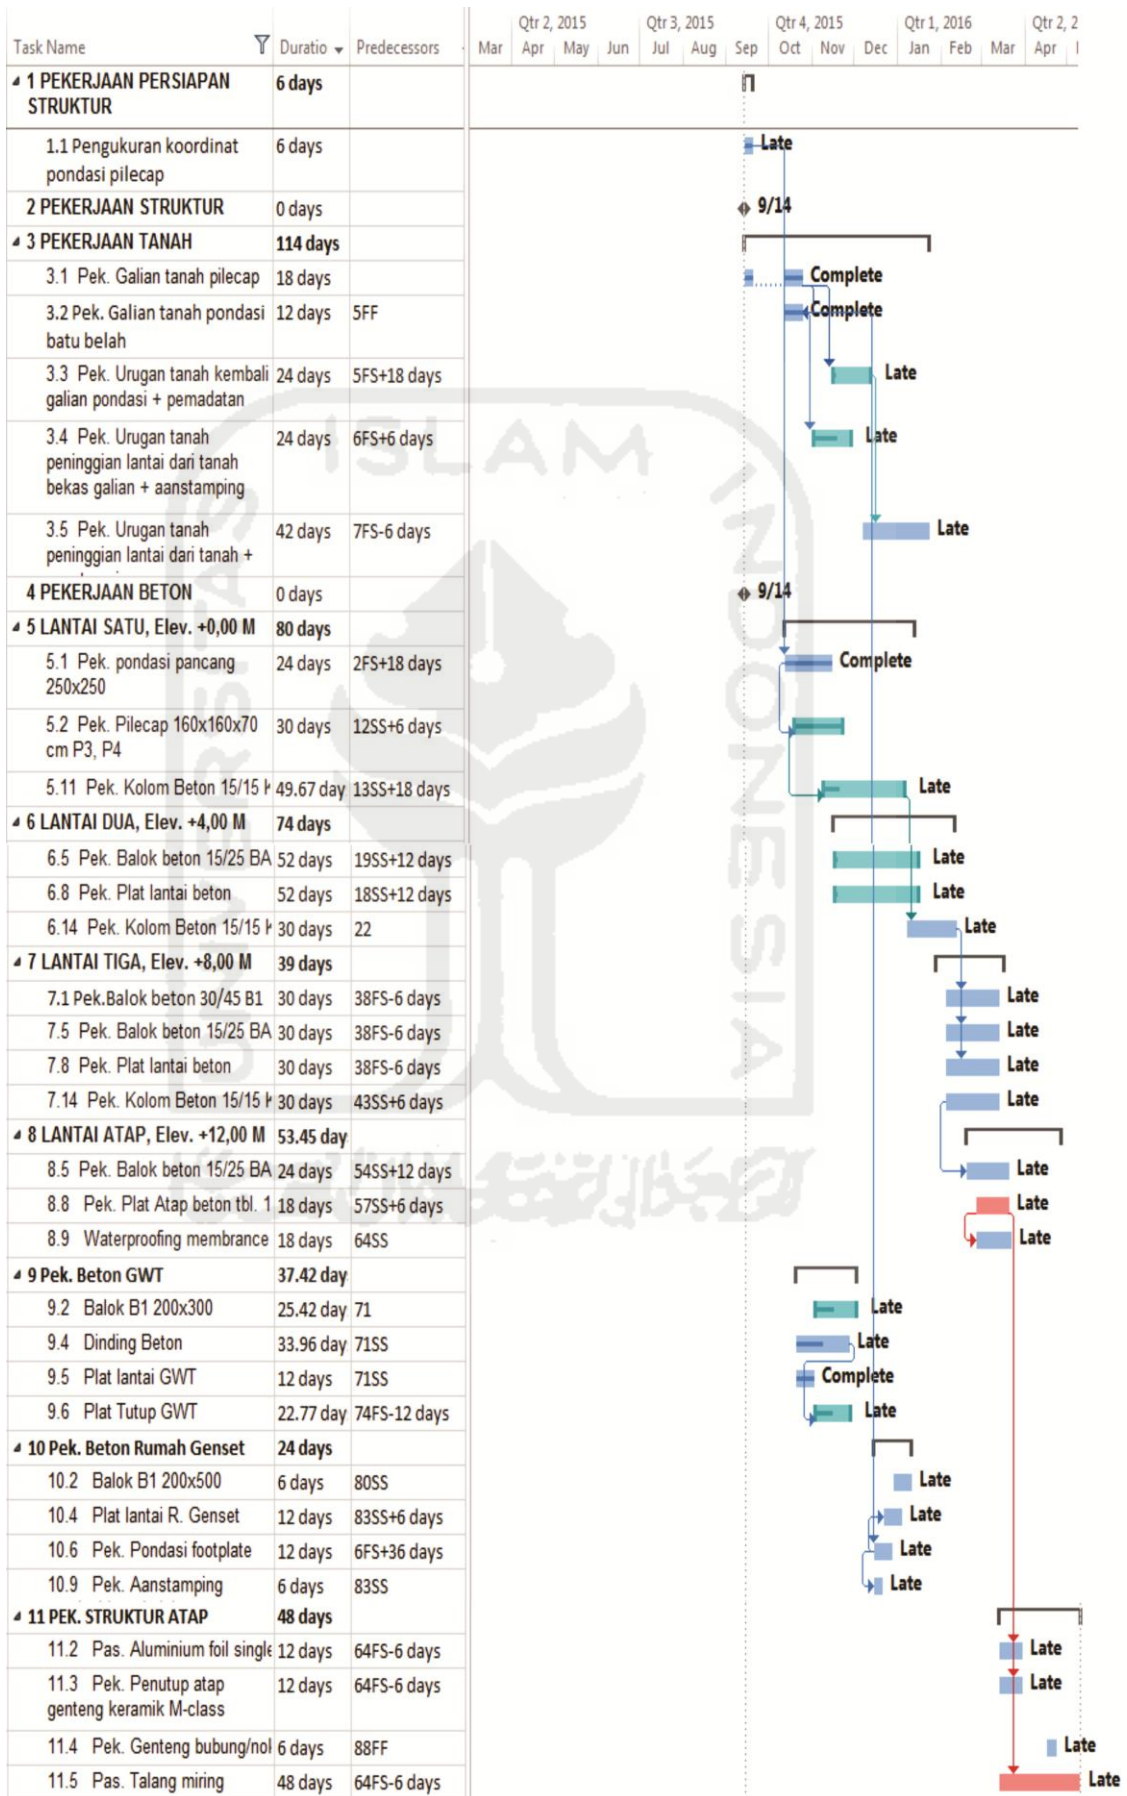 Qtr 2, 2015 Qtr 3, 2015 Qtr 4, 2015 Qtr 1, 2016 Qtr 2, 2
Task Name Duratio Predecessors Mar Apr May Jun Jul Aug Sep Oct Nov Dec Jan Feb Mar Apr
1 PEKERJAAN PERSIAPAN 6 days
STRUKTUR
1.1 Pengukuran koordinat 6 days Late
pondasi pilecap
2 PEKERJAAN STRUKTUR 0 days 9/14
3 PEKERJAAN TANAH 114 days
3.1 Pek. Galian tanah pilecap 18 days Complete
3.2 Pek. Galian tanah pondasi 12 days 5FF Complete
batu belah
3.3 Pek. Urugan tanah kembali 24 days 5FS+18 days Late
galian pondasi + pemadatan
3.4 Pek. Urugan tanah 24 days 6FS+6 days Late
peninggian lantai dari tanah
bekas galian + aanstamping
3.5 Pek. Urugan tanah 42 days 7FS-6 days Late
peninggian lantai dari tanah +
4 PEKERJAAN BETON 0 days 9/14
5 LANTAI SATU, Elev. +0,00 M 80 days
5.1 Pek. pondasi pancang 24 days 2FS+18 days Complete
250x250
5.2 Pek. Pilecap 160x160x70 30 days 12SS+6 days
cm P3, P4
5.11 Pek. Kolom Beton 15/15 49.67 day 13SS+18 days Late
6 LANTAI DUA, Elev. +4,00 M 74 days
6.5 Pek. Balok beton 15/25 BA 52 days 19SS+12 days Late
6.8 Pek. Plat lantai beton 52 days 18SS+12 days Late
6.14 Pek. Kolom Beton 15/15 30 days 22 Late
7 LANTAI TIGA, Elev. +8,00 M 39 days
7.1 Pek.Balok beton 30/45 B1 30 days 38FS-6 days Late
7.5 Pek. Balok beton 15/25 BA 30 days 38FS-6 days Late
7.8 Pek. Plat lantai beton 30 days 38FS-6 days Late
7.14 Pek. Kolom Beton 15/15 30 days 43SS+6 days Late
8 LANTAI ATAP, Elev. +12,00 M 53.45 day
8.5 Pek. Balok beton 15/25 BA 24 days 54SS+12 days Late
8.8 Pek. Plat Atap beton tbl. 1 18 days 57SS+6 days Late
8.9 Waterproofing membrance 18 days 64SS Late
9 Pek. Beton GWT 37.42 day
9.2 Balok B1 200x300 25.42 day 71 Late
9.4 Dinding Beton 33.96 day 71SS Late
9.5 Plat lantai GWT 12 days 71SS Complete
9.6 Plat Tutup GWT 22.77 day 74FS-12 days Late
10 Pek. Beton Rumah Genset 24 days
10.2 Balok B1 200x500 6 days 80SS Late
10.4 Plat lantai R. Genset 12 days 83SS+6 days Late
10.6 Pek. Pondasi footplate 12 days 6FS+36 days Late
10.9 Pek. Aanstamping 6 days 83SS Late
11 PEK. STRUKTUR ATAP 48 days
11.2 Pas. Aluminium foil single 12 days 64FS-6 days Late
11.3 Pek. Penutup atap 12 days 64FS-6 days Late
genteng keramik M-class
11.4 Pek. Genteng bubung/nok 6 days 88FF Late
11.5 Pas. Talang miring 48 days 64FS-6 days Late
UNIVERSITAS ISLAM INDONESIA